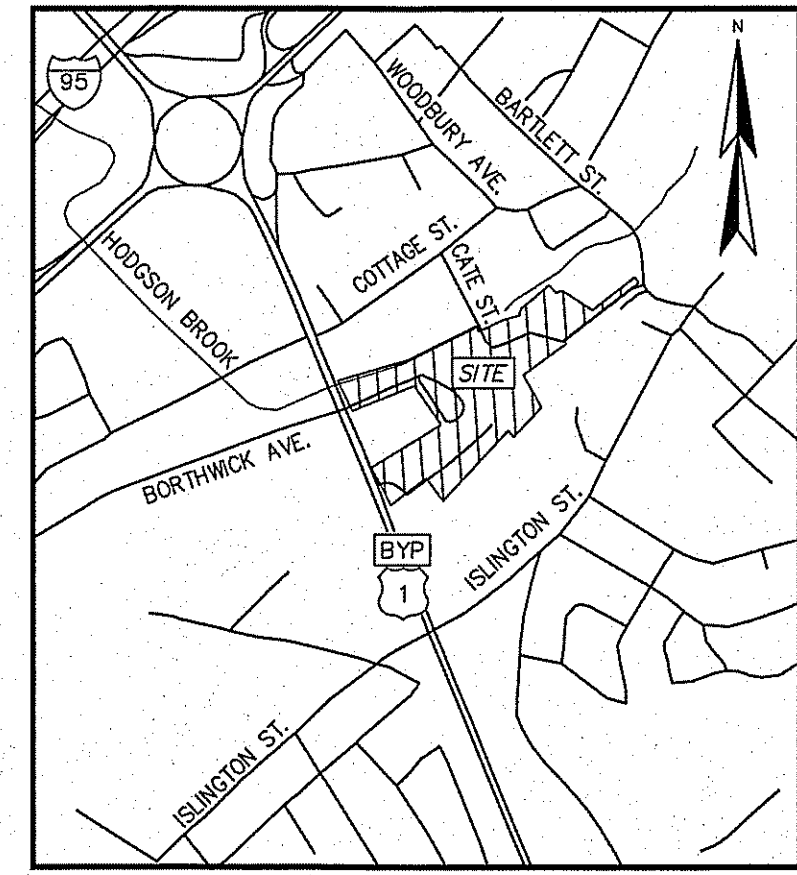 N
95
WOODBURY AVE.
BARTLETT ST.
HODGSON BROOK
COTTAGE ST.
CATE ST.
SITE
BORTHWICK AVE.
BYP
1
ISLINGTON ST.
ISLINGTON ST.